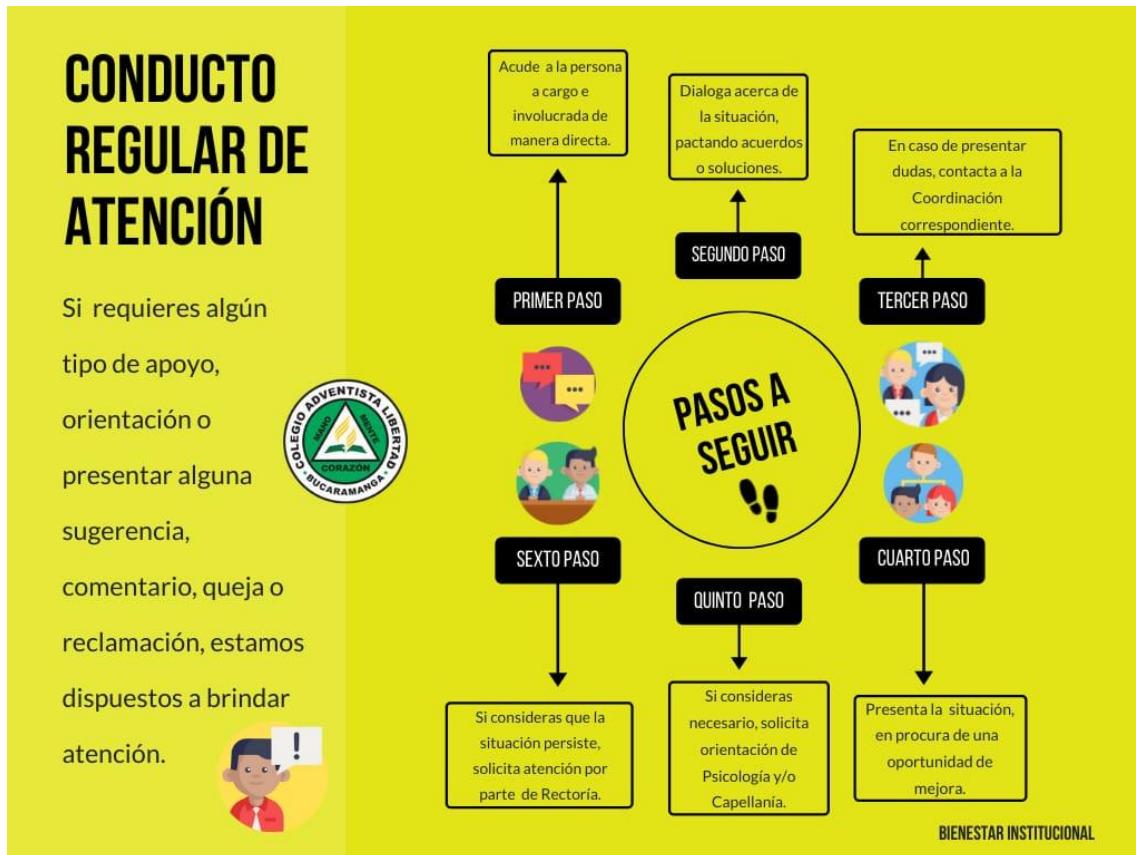 CONDUCTO
REGULAR DE
ATENCIÓN
Si requieres algún
tipo de apoyo,
orientación o
presentar alguna
sugerencia,
comentario, queja o
reclamación, estamos
dispuestos a brindar
atención.
COLEGIO ADVENTISTA LIBERTAD
MANO
MENTE
CORAZÓN
BUCARAMANGA
PRIMER PASO
Acude a la persona
a cargo e
involucrada de
manera directa.
SEGUNDO PASO
Dialoga acerca de
la situación,
pactando acuerdos
o soluciones.
TERCER PASO
En caso de presentar
dudas, contacta a la
Coordinación
correspondiente.
PASOS A
SEGUIR
CUARTO PASO
Presenta la situación,
en procura de una
oportunidad de
mejora.
QUINTO PASO
Si consideras
necesario, solicita
orientación de
Psicología y/o
Capellanía.
SEXTO PASO
Si consideras que la
situación persiste,
solicita atención por
parte de Rectoría.
BIENESTAR INSTITUCIONAL